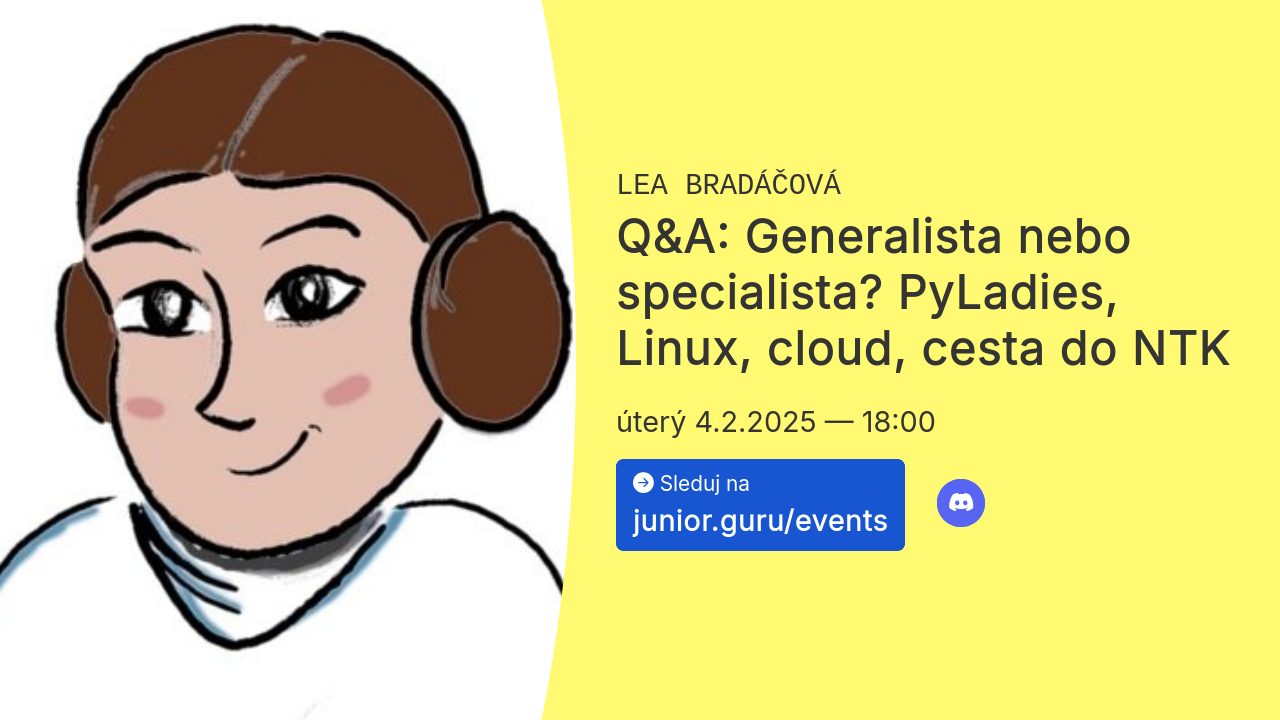 LEA BRADÁČOVÁ
Q&A: Generalista nebo
specialista? PyLadies,
Linux, cloud, cesta do NTK
úterý 4.2.2025 — 18:00
Sleduj na
junior.guru/events